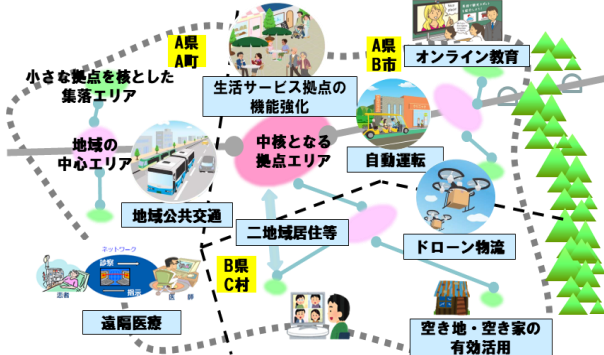 A県
A町
A県
B市
オンライン教育
小さな拠点を核とした
集落エリア
生活サービス拠点の
機能強化
地域の
中心エリア
中核となる
拠点エリア
自動運転
地域公共交通
二地域居住等
ドローン物流
B県
C村
ネットワーク
診察
指示
患者
医師
遠隔医療
空き地・空き家の
有効活用